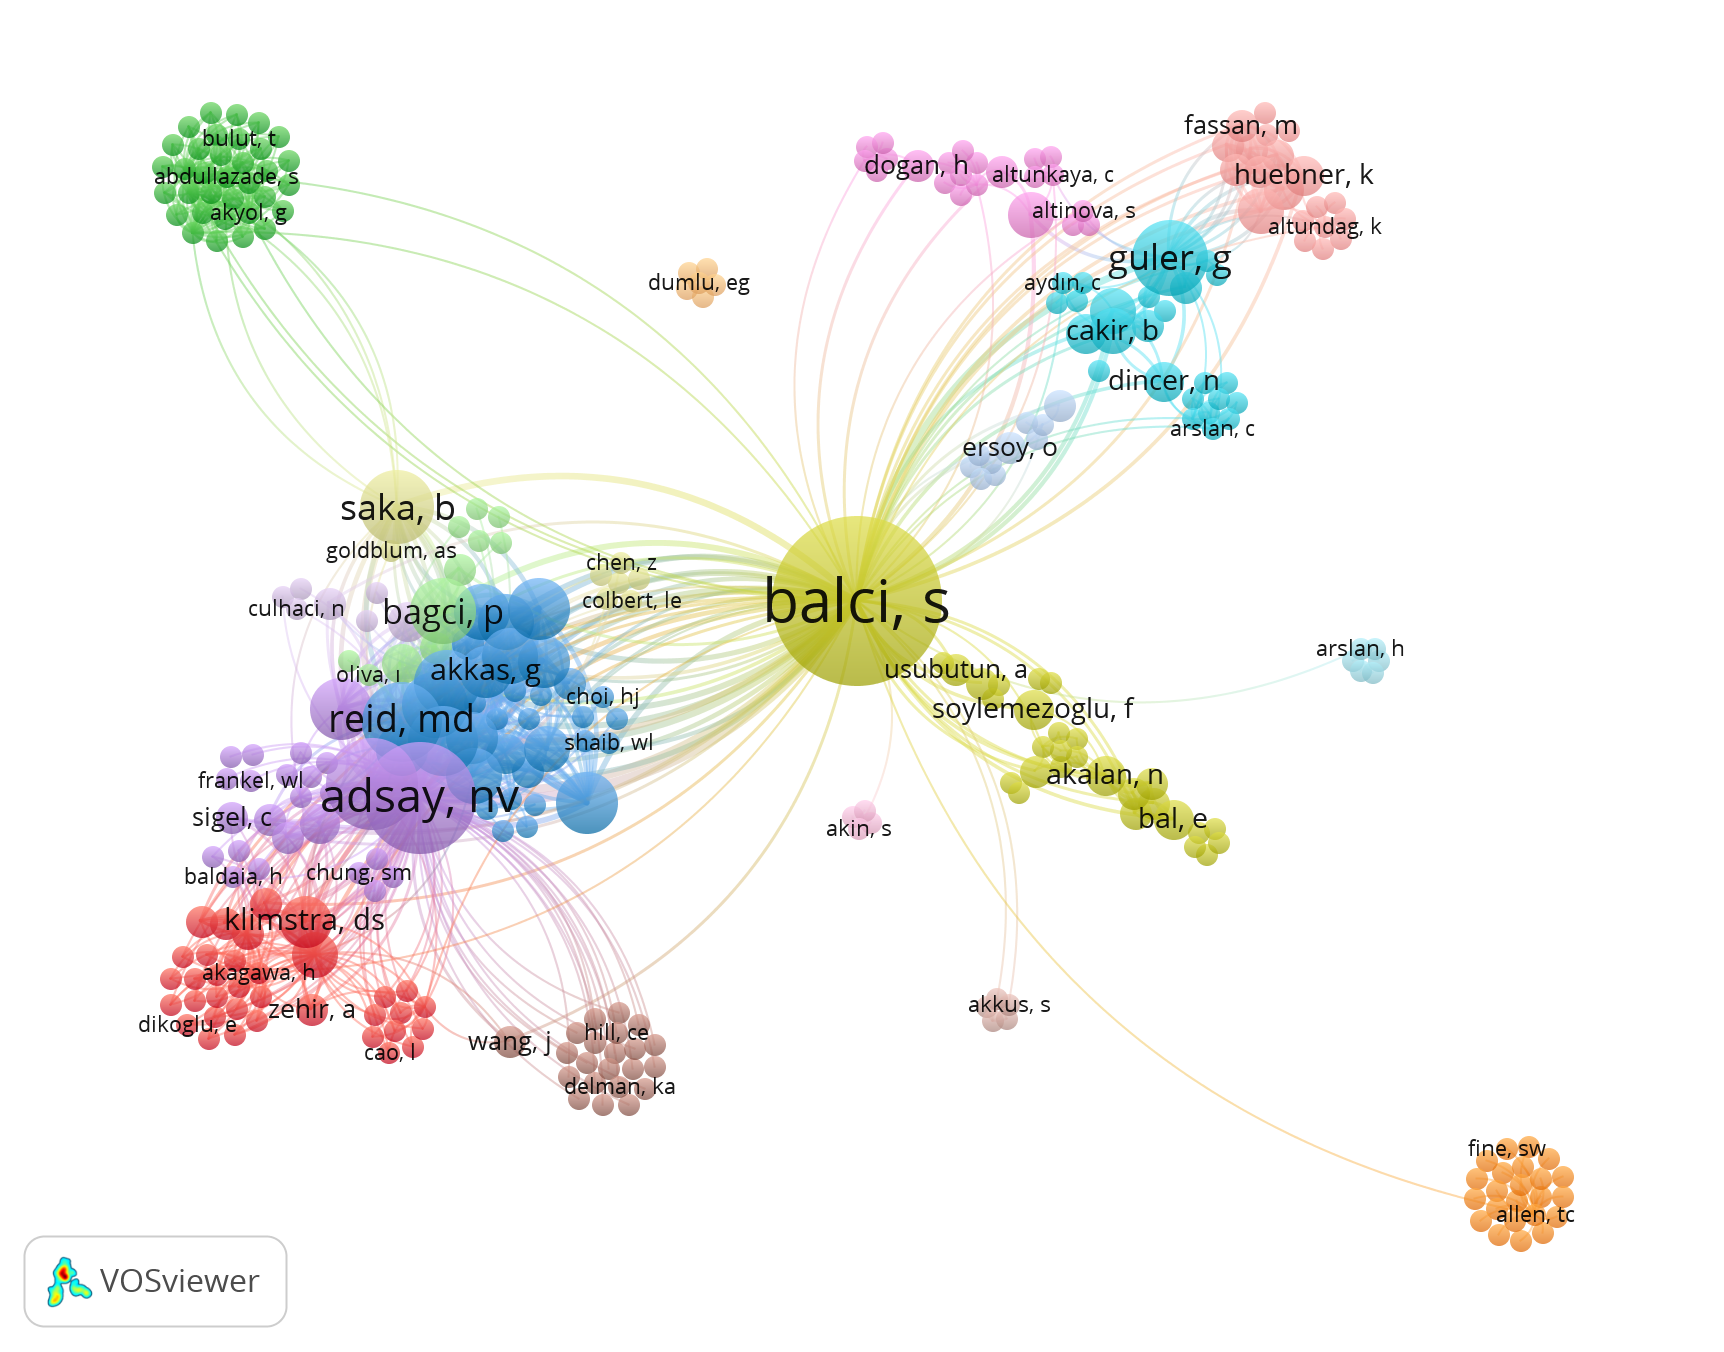 bulut, t
abdullazade, s
akyol, g
dogan, h
altunkaya, c
altinova, s
fassan, m
huebner, k
altundag, k
guler, g
aydın, c
cakir, b
dincer, n
arslan, c
dumlu, eg
ersoy, o
saka, b
goldblum, as
chen, z
colbert, le
culhaci, n
bagci, p
balci, s
akkas, g
oliva, ı
choi, hj
reid, md
shaib, wl
usubutun, a
soylemezoglu, f
arslan, h
frankel, wl
adsay, nv
akalan, n
sigel, c
bal, e
akin, s
baldaia, h
chung, sm
klimstra, ds
akagawa, h
zehir, a
dikoglu, e
cao, l
wang, j
hill, ce
delman, ka
akkus, s
fine, sw
allen, tc
VOSviewer